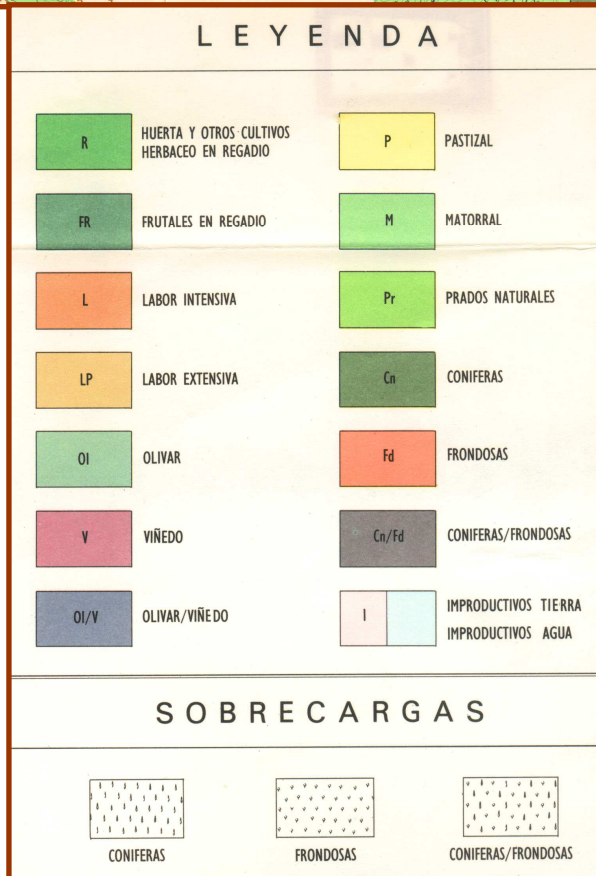 LEYENDA
R HUERTA Y OTROS CULTIVOS
HERBACEO EN REGADIO
FR FRUTALES EN REGADIO
L LABOR INTENSIVA
LP LABOR EXTENSIVA
Ol OLIVAR
V VIÑEDO
Ol/V OLIVAR/VIÑEDO
P PASTIZAL
M MATORRAL
Pr PRADOS NATURALES
Cn CONIFERAS
Fd FRONDOSAS
Cn/Fd CONIFERAS/FRONDOSAS
I IMPRODUCTIVOS TIERRA
IMPRODUCTIVOS AGUA
SOBRECARGAS
CONIFERAS
FRONDOSAS
CONIFERAS/FRONDOSAS